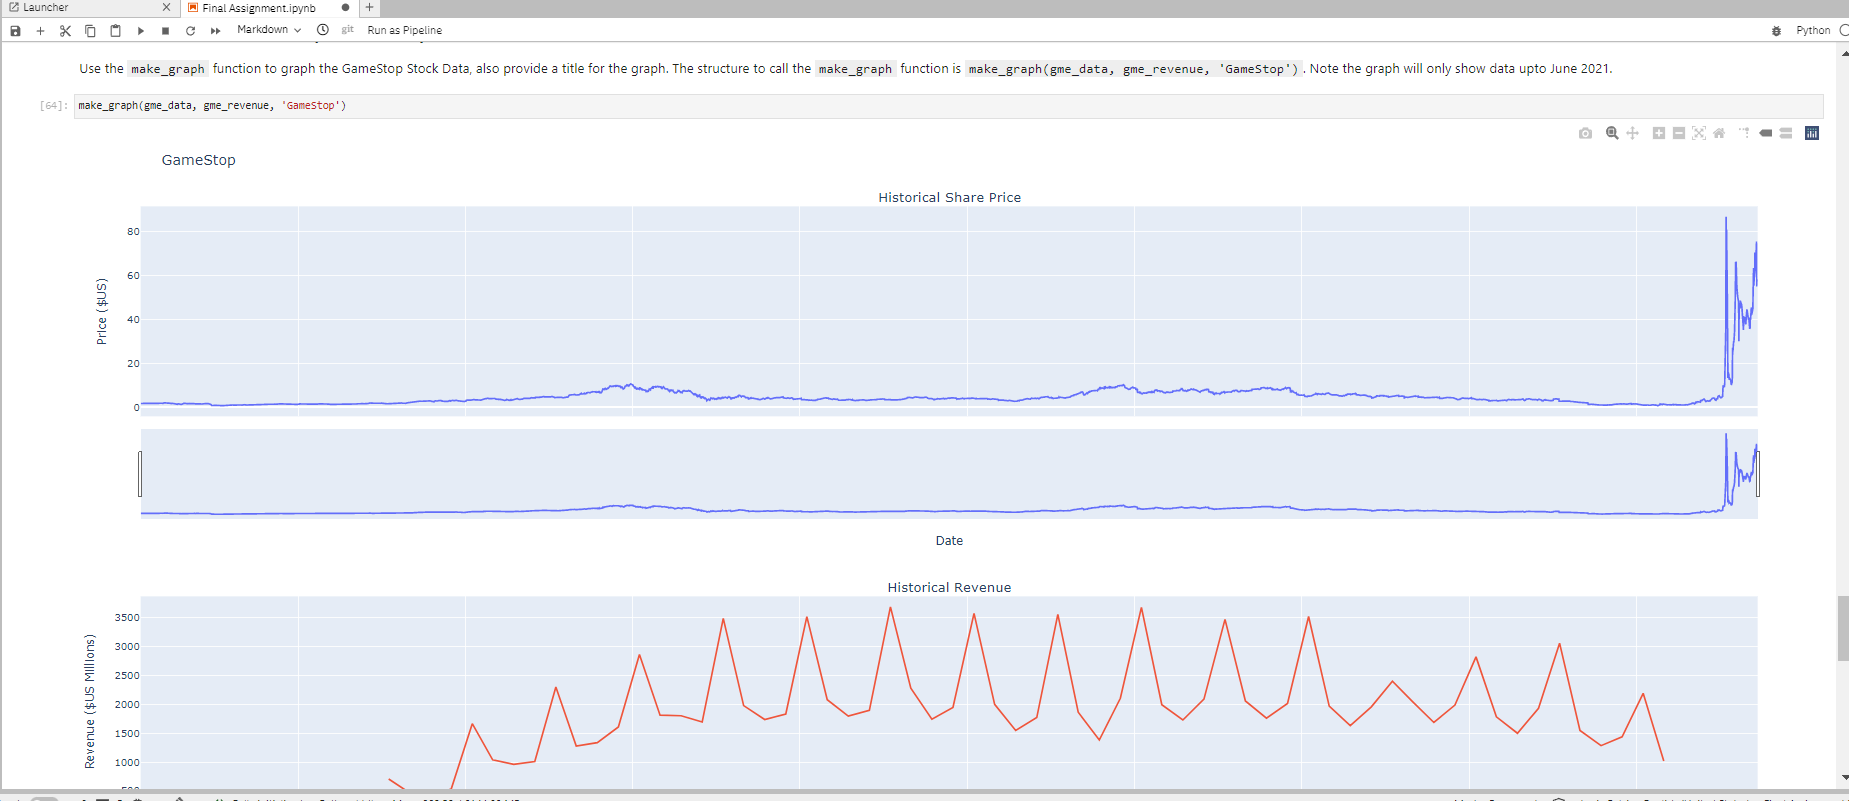 Launcher
Final Assignment.ipynb
Markdown
git
Run as Pipeline
Python
Use the make_graph function to graph the GameStop Stock Data, also provide a title for the graph. The structure to call the make_graph function is make_graph(gme_data, gme_revenue, 'GameStop') . Note the graph will only show data upto June 2021.
[64]: make_graph(gme_data, gme_revenue, 'GameStop')
GameStop
Historical Share Price
80
60
40
20
0
Price ($US)
Date
Historical Revenue
3500
3000
2500
2000
1500
1000
Revenue ($US Millions)